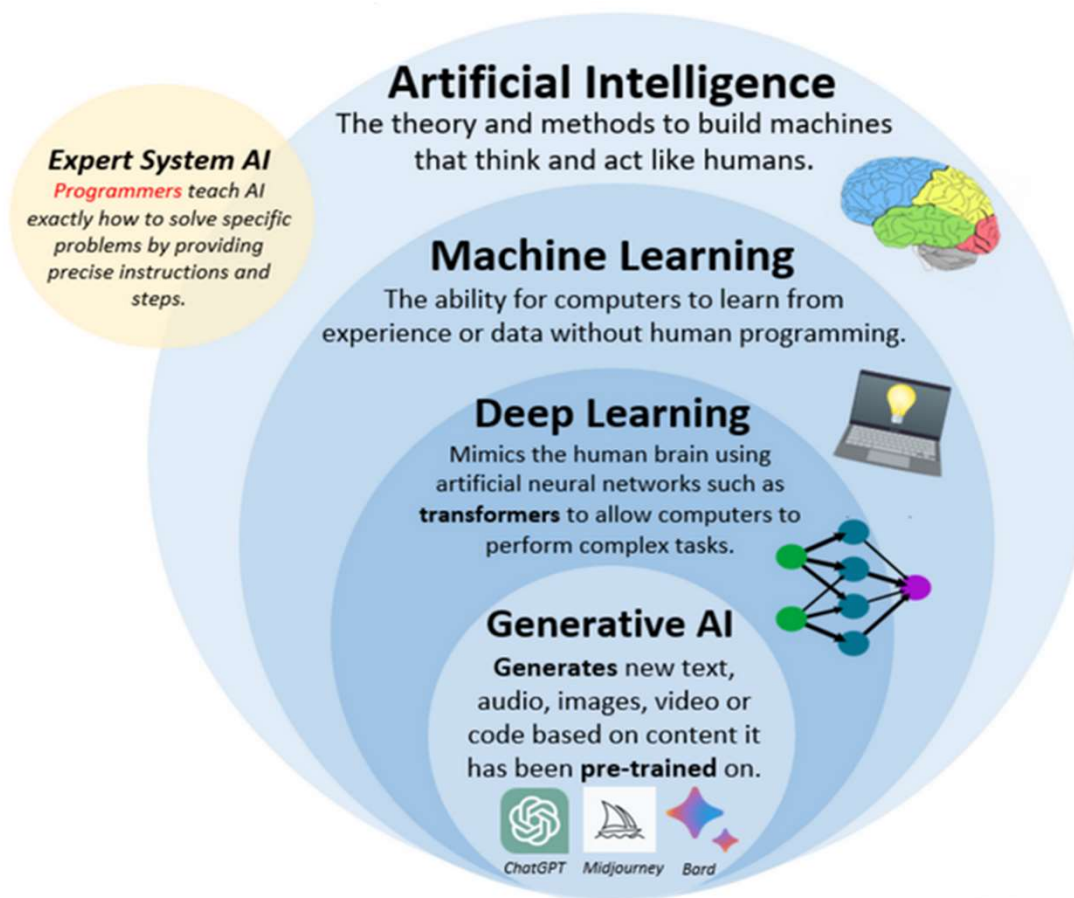 Artificial Intelligence
The theory and methods to build machines
that think and act like humans.
Expert System AI
Programmers teach AI
exactly how to solve specific
problems by providing
precise instructions and
steps.
Machine Learning
The ability for computers to learn from
experience or data without human programming.
Deep Learning
Mimics the human brain using
artificial neural networks such as
transformers to allow computers to
perform complex tasks.
Generative AI
Generates new text,
audio, images, video or
code based on content it
has been pre-trained on.
ChatGPT Midjourney Bard